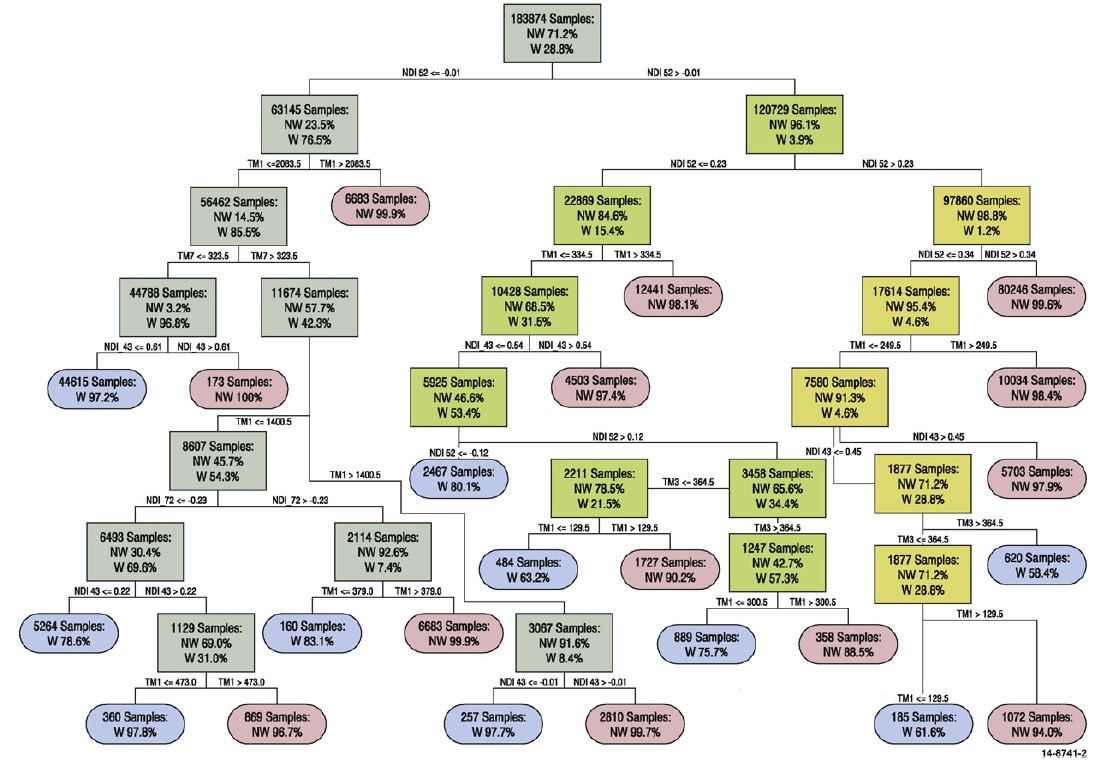 183874 Samples:
NW 71.2%
W 28.8%
NDI 52 <= -0.01
NDI 52 > -0.01
63145 Samples:
NW 23.5%
W 76.5%
120729 Samples:
NW 96.1%
W 3.9%
TM1 <=2083.5
TM1 > 2083.5
NDI 52 <= 0.23
NDI 52 > 0.23
56462 Samples:
NW 14.5%
W 85.5%
6683 Samples:
NW 99.9%
22869 Samples:
NW 84.6%
W 15.4%
97860 Samples:
NW 98.8%
W 1.2%
TM7 <= 323.5
TM7 > 323.5
TM1 <= 334.5
TM1 > 334.5
NDI 52 <= 0.34
NDI 52 > 0.34
44788 Samples:
NW 3.2%
W 96.8%
11674 Samples:
NW 57.7%
W 42.3%
10428 Samples:
NW 68.5%
W 31.5%
12441 Samples:
NW 98.1%
17614 Samples:
NW 95.4%
W 4.6%
80246 Samples:
NW 99.6%
NDI_43 <= 0.61
NDI_43 > 0.61
NDI_43 <= 0.54
NDI_43 > 0.54
TM1 <= 249.5
TM1 > 249.5
44615 Samples:
W 97.2%
173 Samples:
NW 100%
5925 Samples:
NW 46.6%
W 53.4%
4503 Samples:
NW 97.4%
7580 Samples:
NW 91.3%
W 4.6%
10034 Samples:
NW 98.4%
TM1 <= 1400.5
TM1 > 1400.5
NDI 52 <= -0.12
NDI 52 > 0.12
NDI 43 <= 0.45
NDI 43 > 0.45
8607 Samples:
NW 45.7%
W 54.3%
2467 Samples:
W 80.1%
2211 Samples:
NW 78.5%
W 21.5%
TM3 <= 364.5
3458 Samples:
NW 65.6%
W 34.4%
1877 Samples:
NW 71.2%
W 28.8%
5703 Samples:
NW 97.9%
NDI_72 <= -0.23
NDI_72 > -0.23
TM1 <= 129.5
TM1 > 129.5
TM3 > 364.5
TM3 > 364.5
TM3 <= 364.5
6493 Samples:
NW 30.4%
W 69.6%
2114 Samples:
NW 92.6%
W 7.4%
484 Samples:
W 63.2%
1727 Samples:
NW 90.2%
1247 Samples:
NW 42.7%
W 57.3%
1877 Samples:
NW 71.2%
W 28.8%
620 Samples:
W 58.4%
NDI 43 <= 0.22
NDI 43 > 0.22
TM1 <= 379.0
TM1 > 379.0
TM1 <= 300.5
TM1 > 300.5
TM1 > 129.5
5264 Samples:
W 78.6%
1129 Samples:
NW 69.0%
W 31.0%
160 Samples:
W 83.1%
6683 Samples:
NW 99.9%
3067 Samples:
NW 91.6%
W 8.4%
889 Samples:
W 75.7%
358 Samples:
NW 88.5%
TM1 <= 473.0
TM1 > 473.0
NDI 43 <= -0.01
NDI 43 > -0.01
TM1 <= 129.5
360 Samples:
W 97.8%
869 Samples:
NW 96.7%
257 Samples:
W 97.7%
2810 Samples:
NW 99.7%
185 Samples:
W 61.6%
1072 Samples:
NW 94.0%
14-8741-2